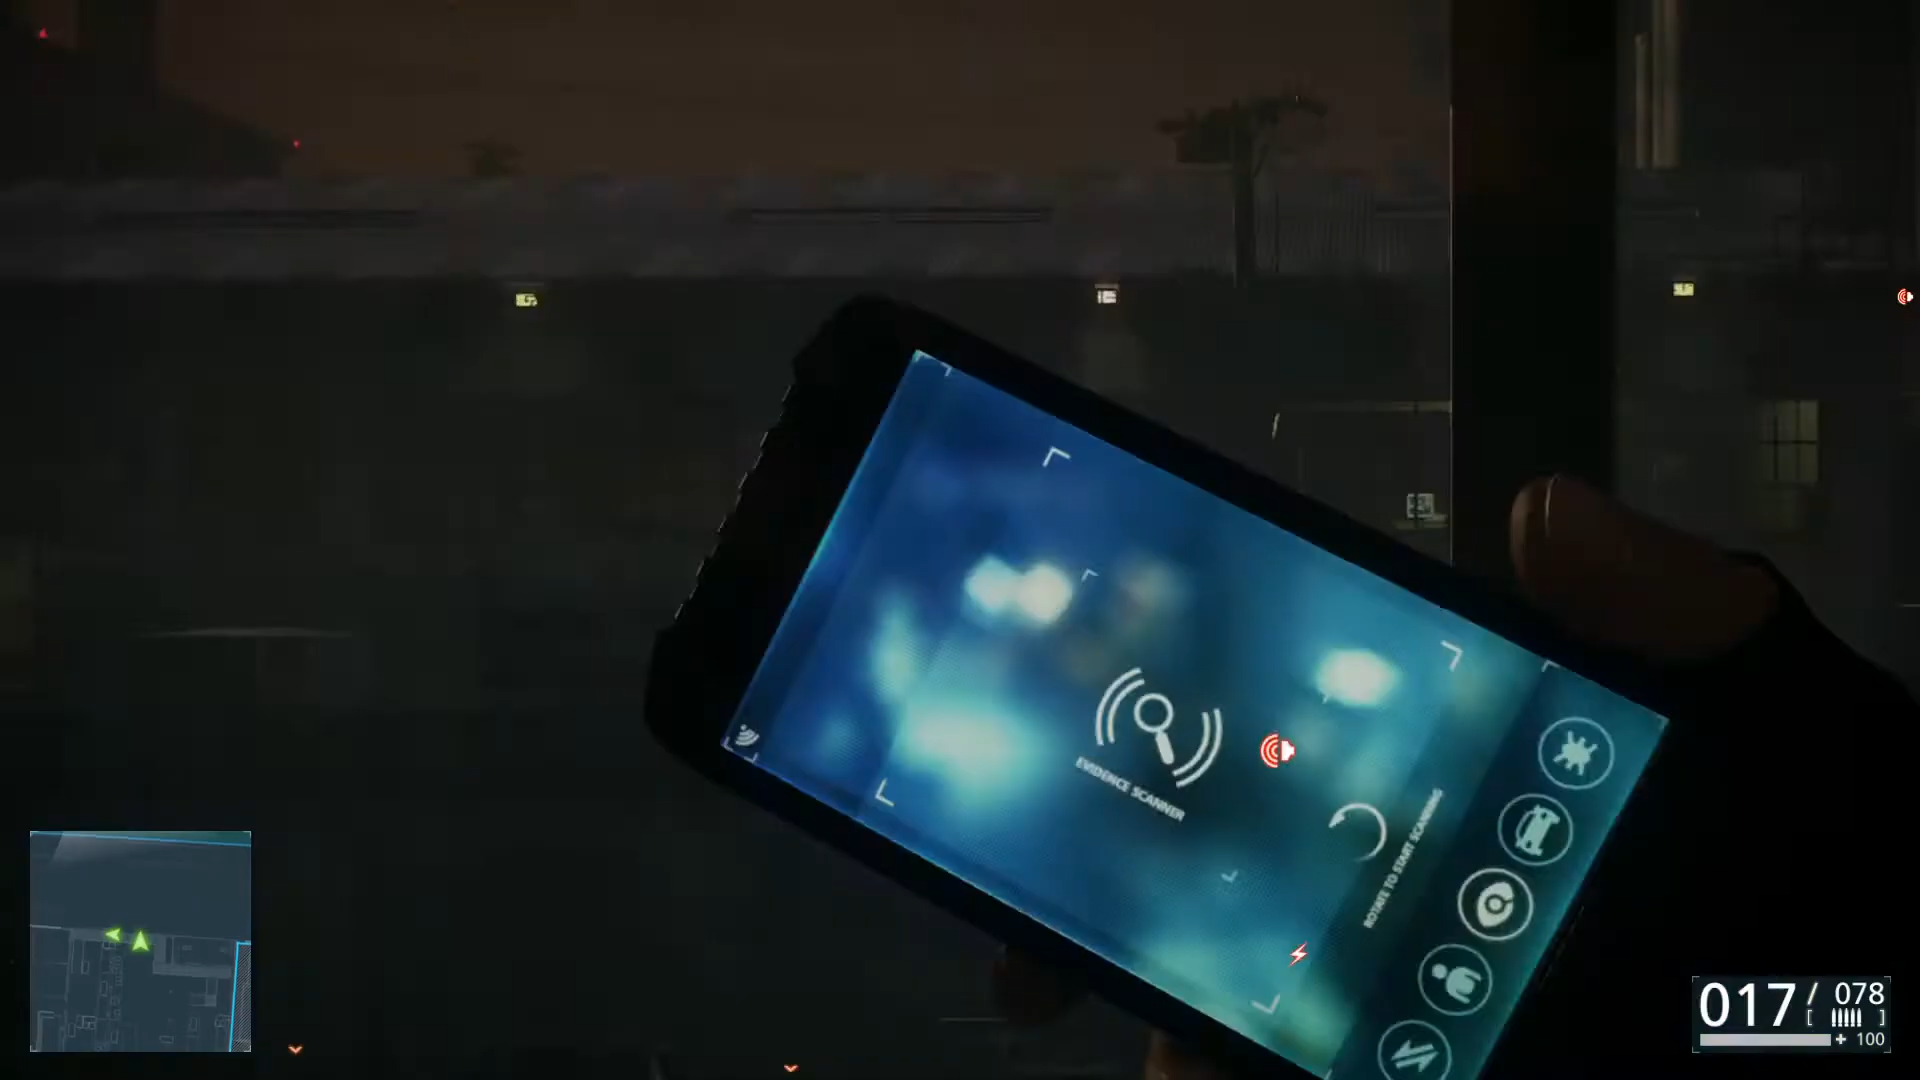 EVIDENCE SCANNER
ROTATE TO START SCANNING
017 / 078
+ 100